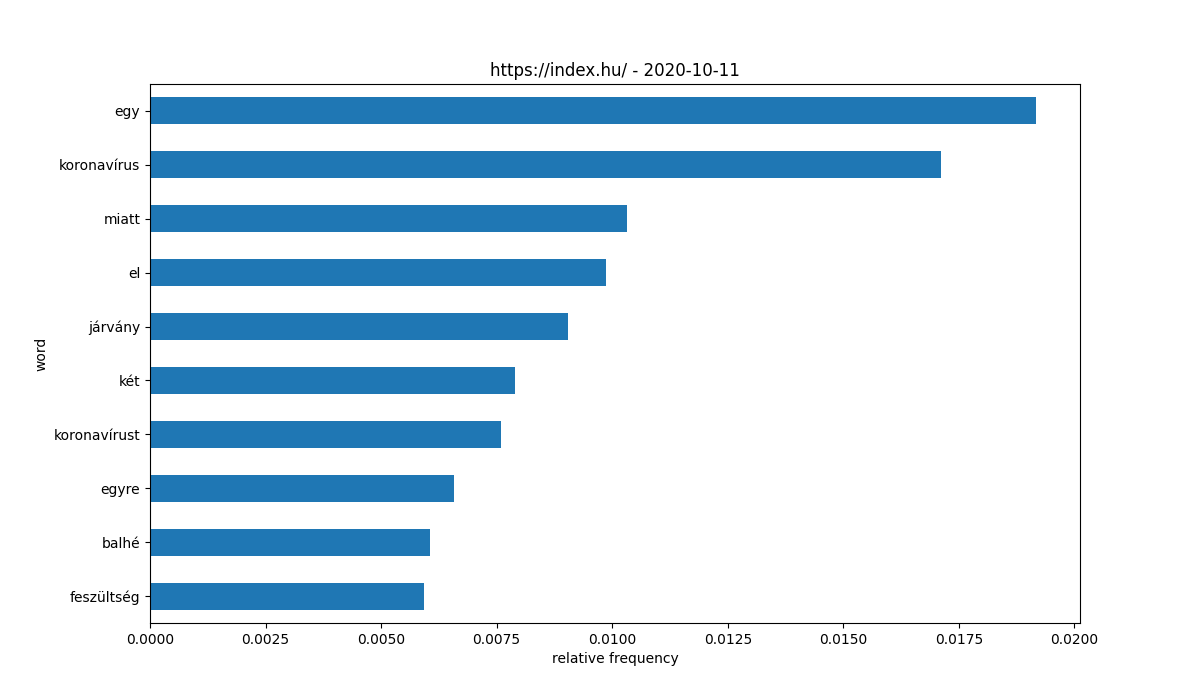 https://index.hu/ - 2020-10-11
egy
koronavírus
miatt
el
járvány
két
koronavírust
egyre
balhé
feszültség
word
0.0000 0.0025 0.0050 0.0075 0.0100 0.0125 0.0150 0.0175 0.0200
relative frequency